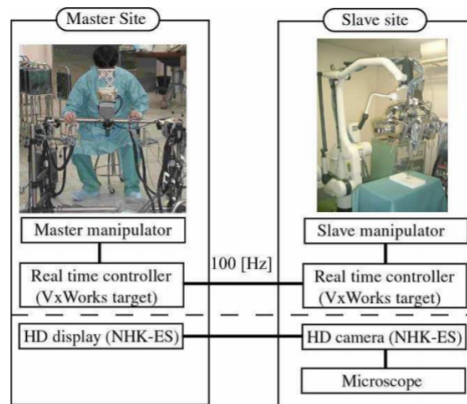 Master Site
Slave site
Master manipulator
Slave manipulator
100 [Hz]
Real time controller
(VxWorks target)
Real time controller
(VxWorks target)
HD display (NHK-ES)
HD camera (NHK-ES)
Microscope